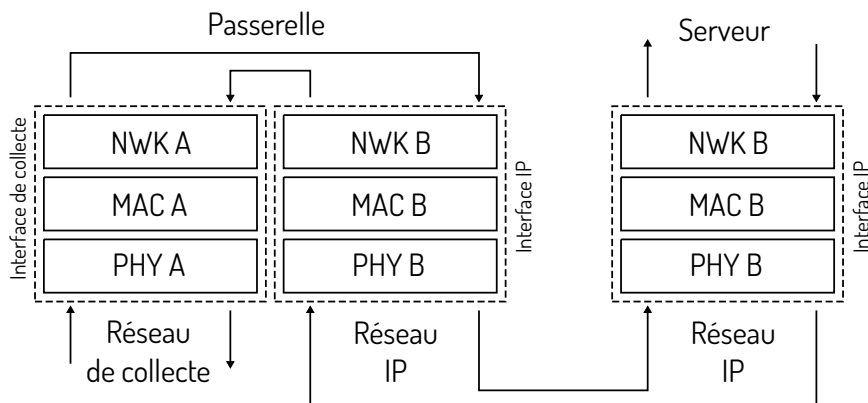 Passerelle
Serveur
Interface de collecte
NWK A
MAC A
PHY A
NWK B
MAC B
PHY B
Interface IP
NWK B
MAC B
PHY B
Interface IP
Réseau
de collecte
Réseau
IP
Réseau
IP